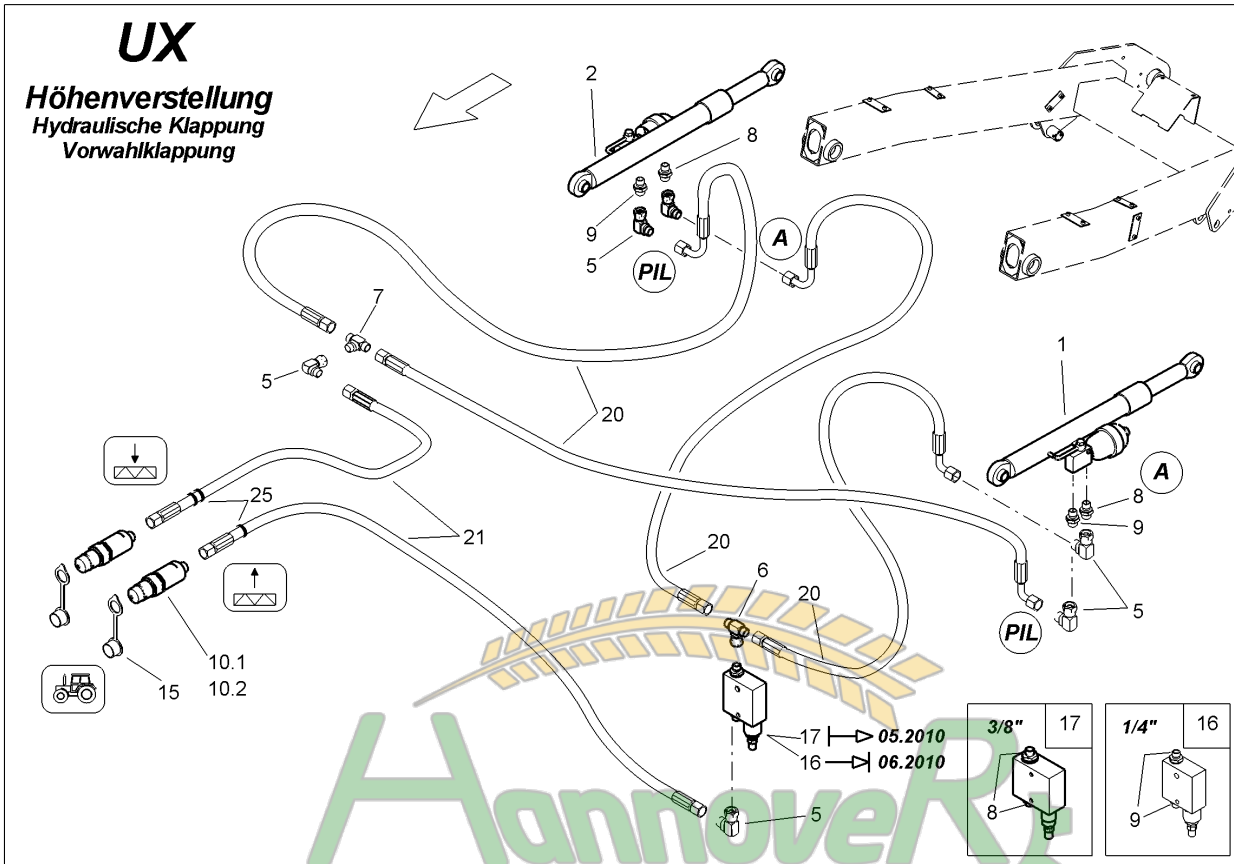 UX
Höhenverstellung
Hydraulische Klappung
Vorwahlklappung
2
8
9
5
A
PIL
7
5
1
20
A
8
9
25
21
20
6
20
5
PIL
10.1
10.2
15
17 05.2010
16 06.2010
3/8" 17
8
1/4" 16
9
5
HannoveR